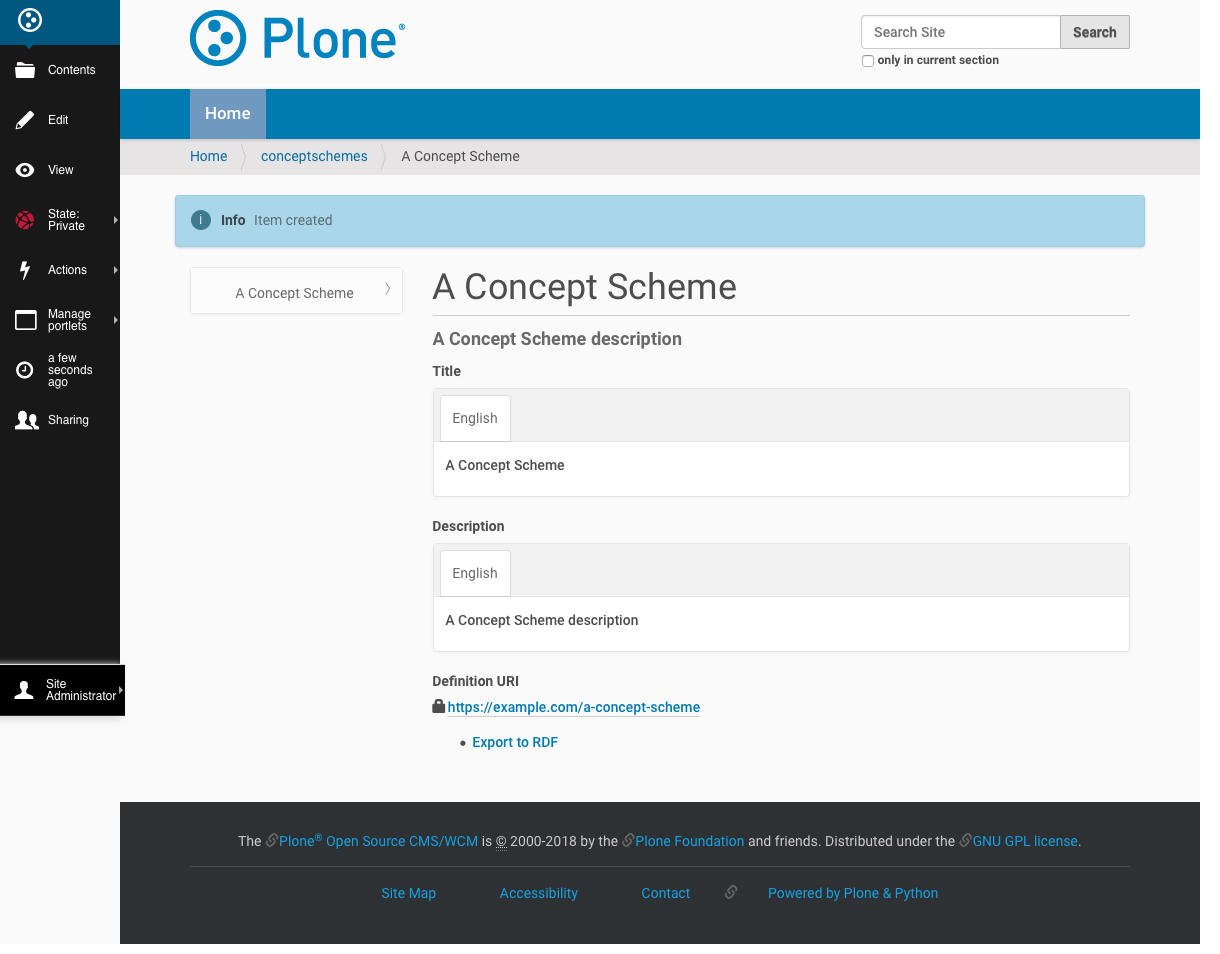 Contents
Edit
View
State:
Private
Actions
Manage
portlets
a few
seconds
ago
Sharing
Site
Administrator
Plone®
Search Site
Search
only in current section
Home
Home
conceptschemes
A Concept Scheme
i Info Item created
A Concept Scheme
A Concept Scheme
A Concept Scheme description
Title
English
A Concept Scheme
Description
English
A Concept Scheme description
Definition URI
https://example.com/a-concept-scheme
• Export to RDF
The Plone® Open Source CMS/WCM is © 2000-2018 by the Plone Foundation and friends. Distributed under the GNU GPL license.
Site Map Accessibility Contact Powered by Plone & Python